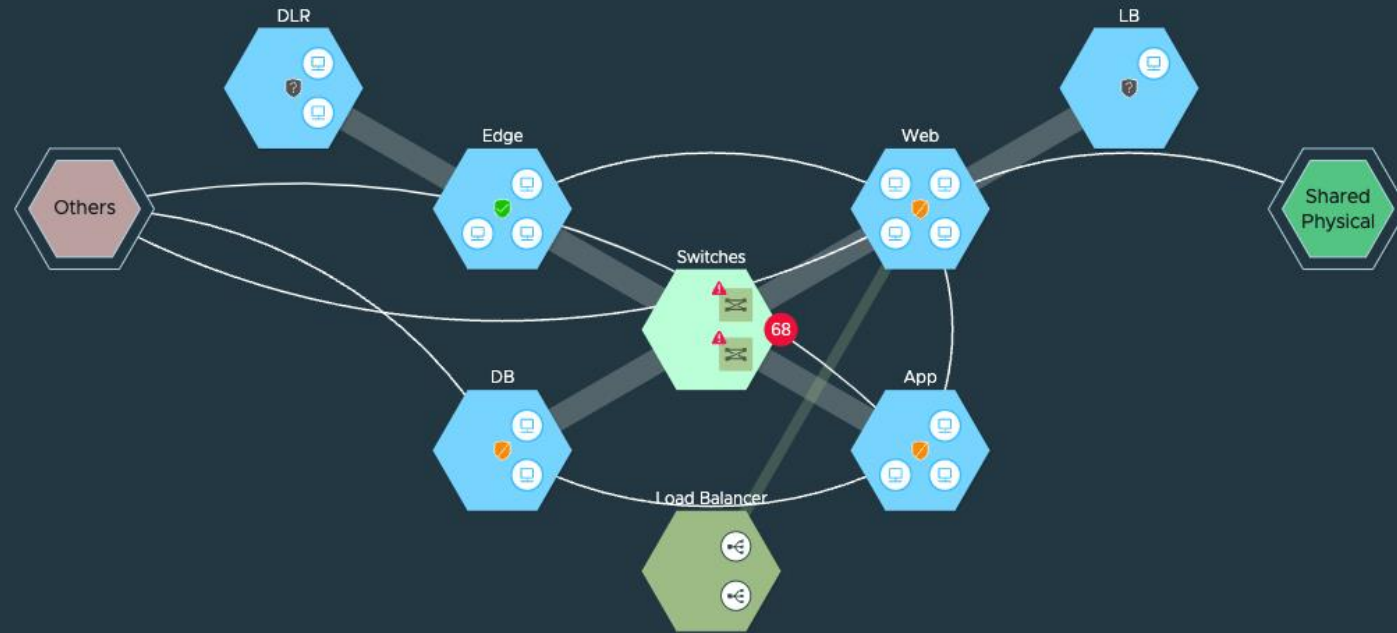 DLR
LB
Edge
Web
Others
Shared
Physical
Switches
68
DB
App
Load Balancer